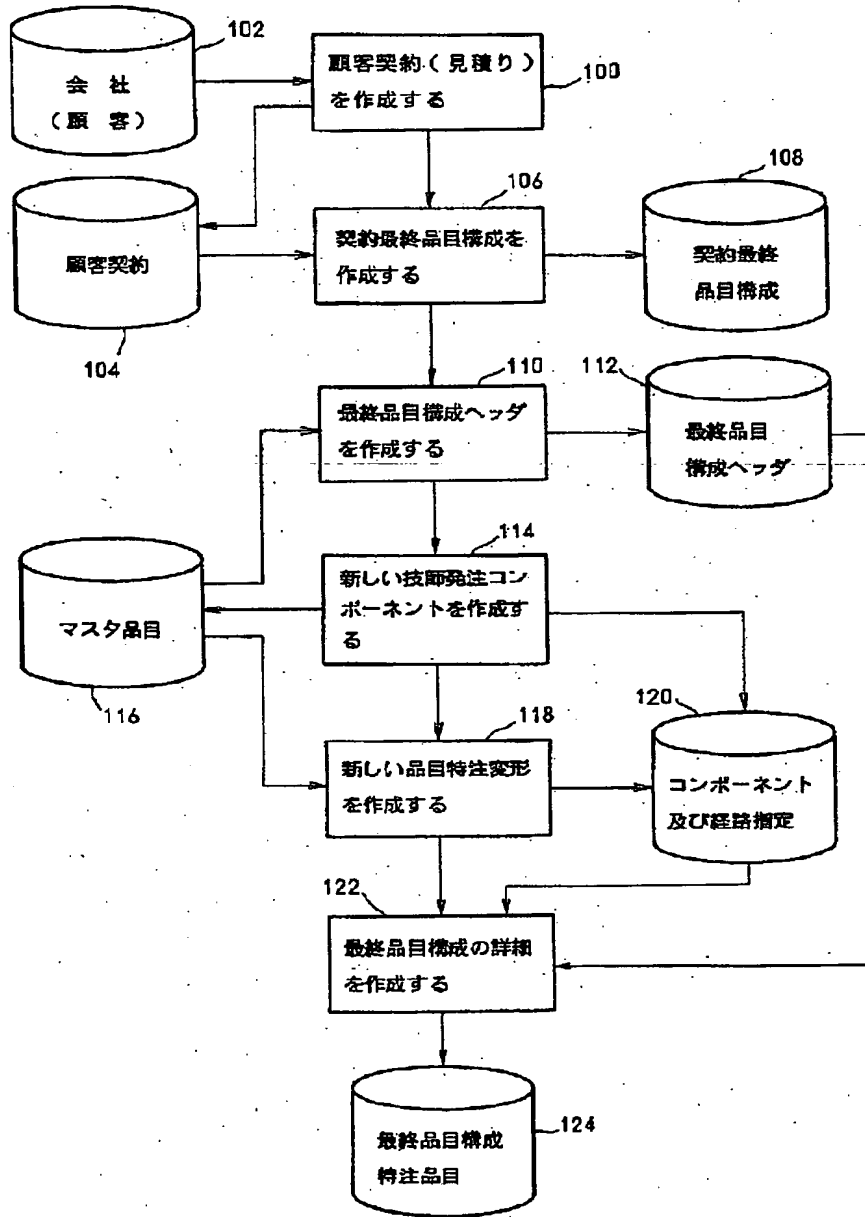 102
会社
(顧客)
顧客契約(見積り)
を作成する
100
106
108
顧客契約
104
契約最終品目構成を
作成する
契約最終
品目構成
110
112
最終品目構成ヘッダ
を作成する
最終品目
構成ヘッダ
114
新しい技師発注コン
ポーネントを作成す
る
マスタ品目
116
118
120
新しい品目特注変形
を作成する
コンポーネント
及び経路指定
122
最終品目構成の詳細
を作成する
最終品目構成
特注品目
124